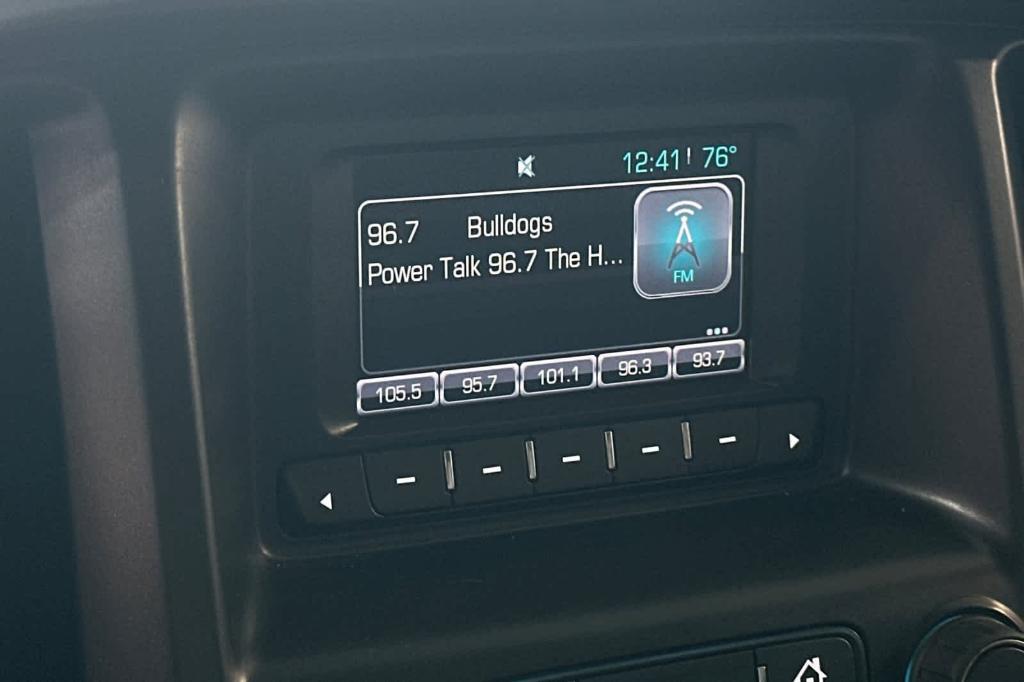 12:41 76°
96.7 Bulldogs
Power Talk 96.7 The H...
FM
105.5 95.7 101.1 96.3 93.7